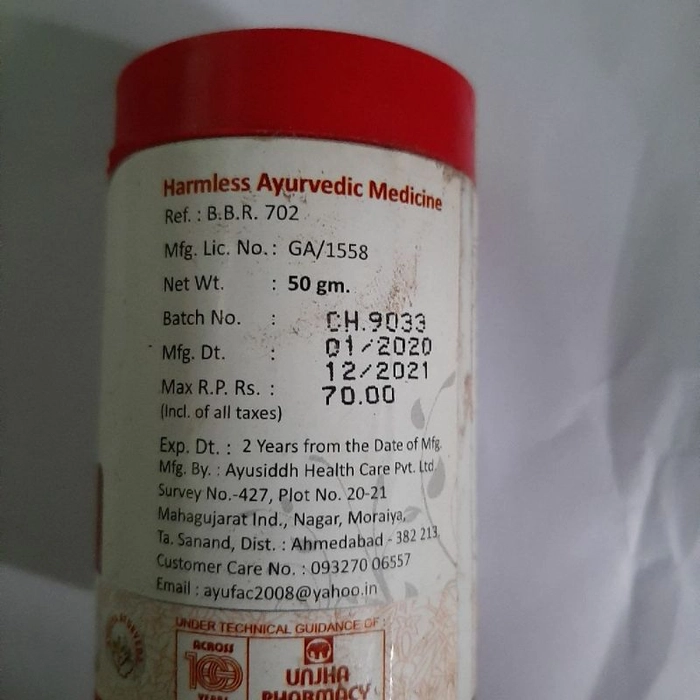 Harmless Ayurvedic Medicine
Ref. : B.B.R. 702
Mfg. Lic. No. : GA/1558
Net Wt. : 50 gm.
Batch No. : CH.9033
Mfg. Dt. : 01/2020
12/2021
Max R.P. Rs. : 70.00
(Incl. of all taxes)
Exp. Dt. : 2 Years from the Date of Mfg.
Mfg. By. : Ayusiddh Health Care Pvt. Ltd.
Survey No.-427, Plot No. 20-21
Mahagujarat Ind., Nagar, Moraiya,
Ta. Sanand, Dist. : Ahmedabad - 382 213.
Customer Care No. : 093270 06557
Email : ayufac2008@yahoo.in
UNDER TECHNICAL GUIDANCE OF :
ACROSS
100
YEARS
UNJHA
PHARMACY